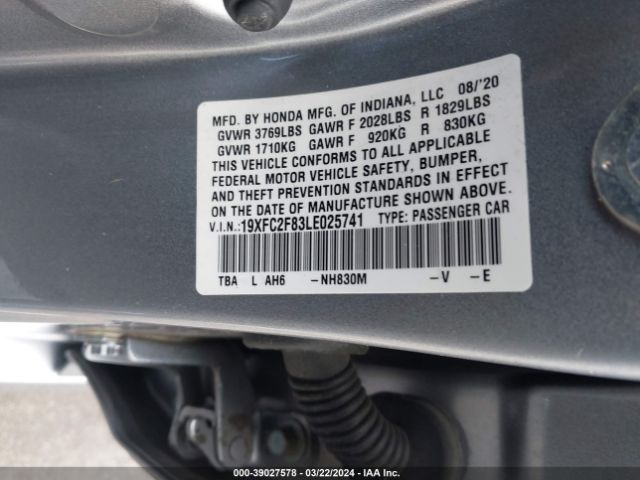 MFD. BY HONDA MFG. OF INDIANA, LLC 08/'20
GVWR 3769LBS GAWR F 2028LBS R 1829LBS
GVWR 1710KG GAWR F 920KG R 830KG
THIS VEHICLE CONFORMS TO ALL APPLICABLE
FEDERAL MOTOR VEHICLE SAFETY, BUMPER,
AND THEFT PREVENTION STANDARDS IN EFFECT
ON THE DATE OF MANUFACTURE SHOWN ABOVE.
V.I.N.:19XFC2F83LE025741 TYPE: PASSENGER CAR
TBA L AH6 -NH830M -V -E
000-39027578 - 03/22/2024 - IAA Inc.